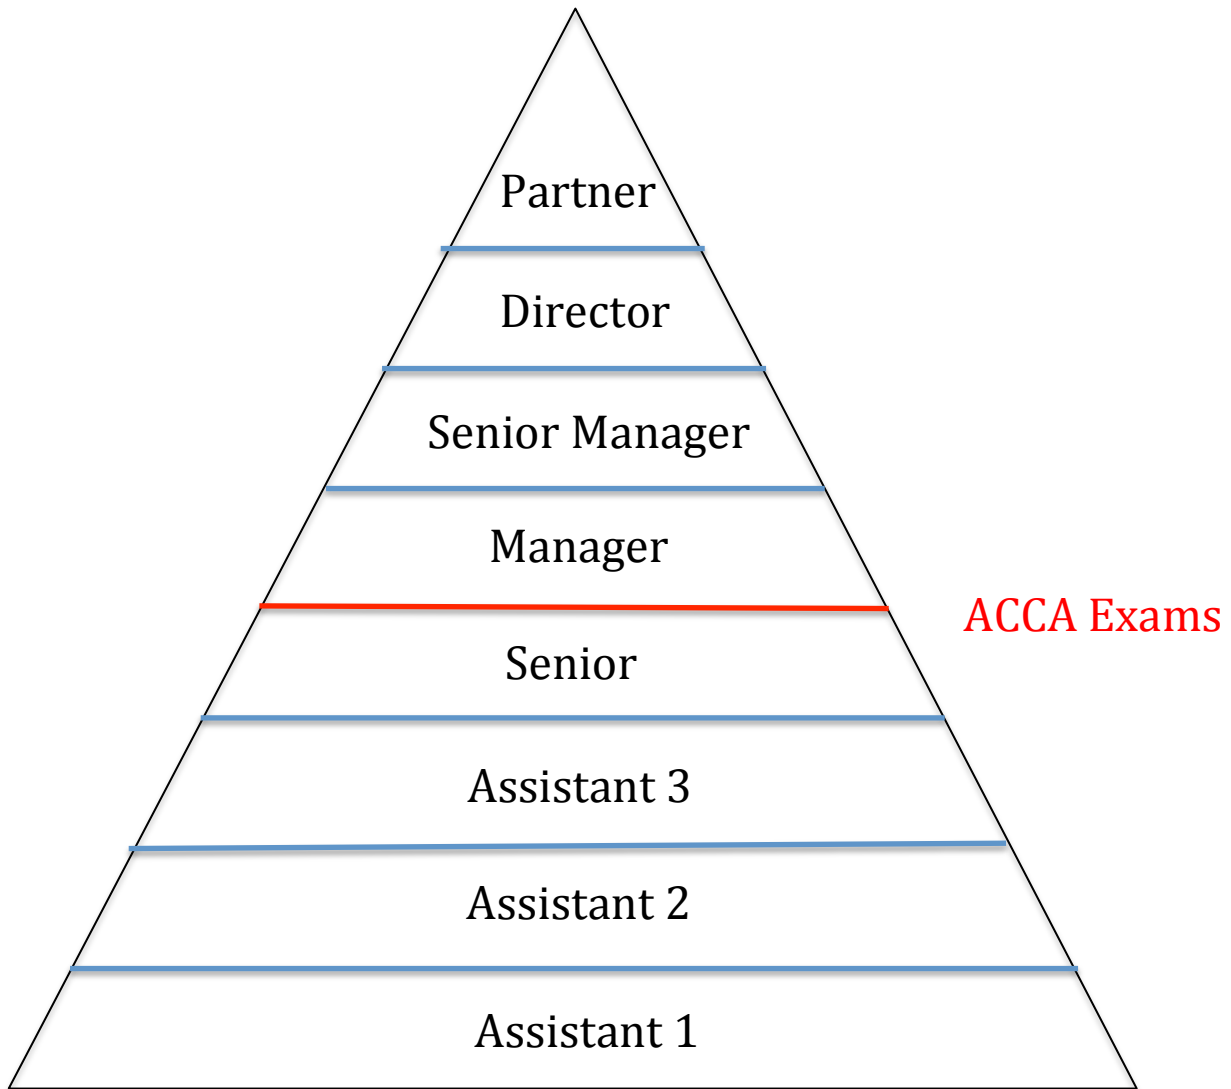 Partner
Director
Senior Manager
Manager
ACCA Exams
Senior
Assistant 3
Assistant 2
Assistant 1